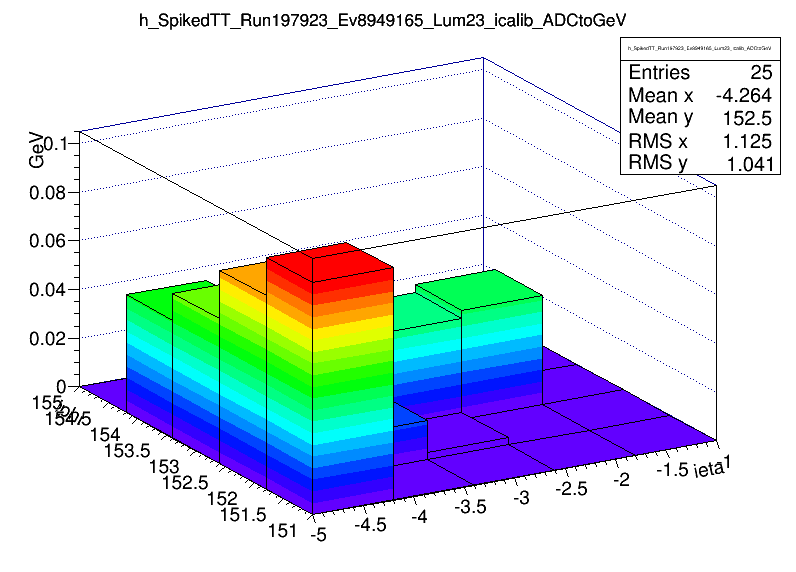 h_SpikedTT_Run197923_Ev8949165_Lum23_icalib_ADCtoGeV
h_SpikedTT_Run197923_Ev8949165_Lum23_icalib_ADCtoGeV
Entries 25
Mean x -4.264
Mean y 152.5
RMS x 1.125
RMS y 1.041
GeV
0.1
0.08
0.06
0.04
0.02
0
155
154.5
154
153.5
153
152.5
152
151.5
151
-5
-4.5
-4
-3.5
-3
-2.5
-2
-1.5
-1
ieta